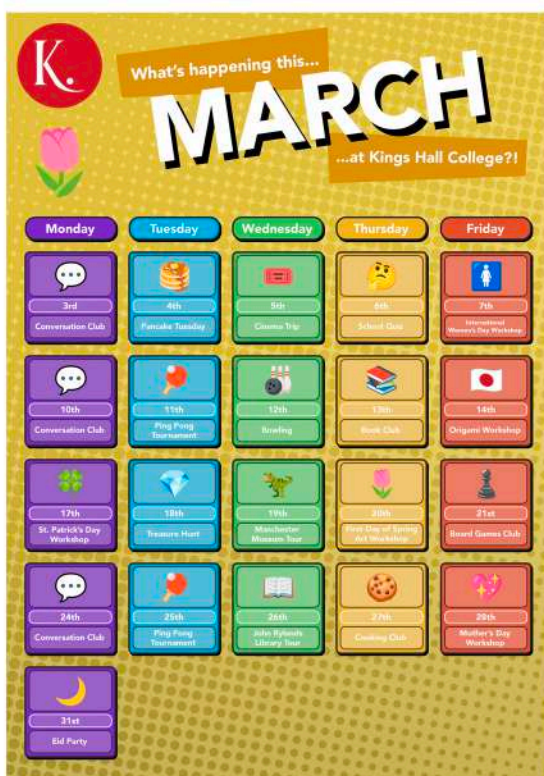 K.
What's happening this...
MARCH
...at Kings Hall College?!
Monday
Tuesday
Wednesday
Thursday
Friday
3rd
Conversation Club
4th
Pancake Tuesday
5th
Cinema Trip
6th
School Quiz
7th
International
Women's Day Workshop
10th
Conversation Club
11th
Ping Pong
Tournament
12th
Bowling
13th
Book Club
14th
Origami Workshop
17th
St. Patrick's Day
Workshop
18th
Treasure Hunt
19th
Manchester
Museum Tour
20th
First Day of Spring
Art Workshop
21st
Board Games Club
24th
Conversation Club
25th
Ping Pong
Tournament
26th
John Rylands
Library Tour
27th
Cooking Club
28th
Mother's Day
Workshop
31st
Eid Party